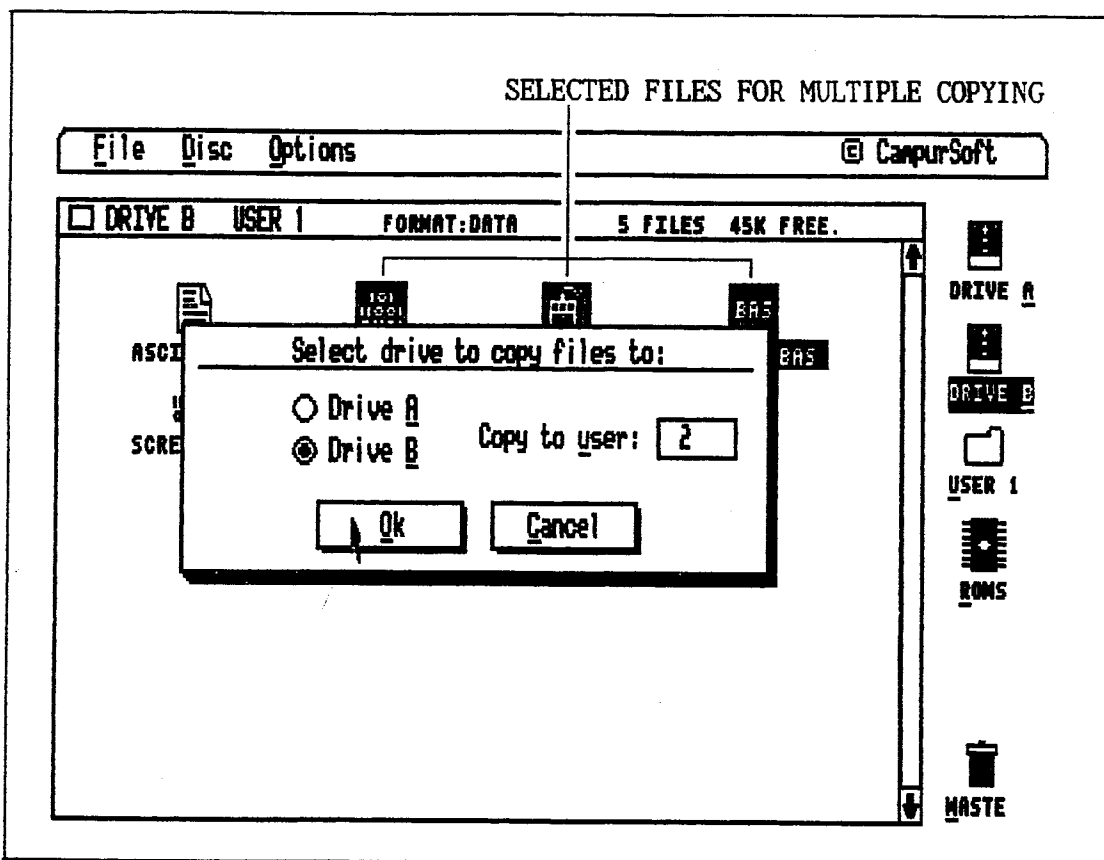 SELECTED FILES FOR MULTIPLE COPYING
File Disc Options © CampurSoft
DRIVE B USER 1 FORMAT:DATA 5 FILES 45K FREE.
DRIVE A
101
BAS
ASCI
BAS
Select drive to copy files to:
DRIVE B
Drive A
Drive B
Copy to user: 2
SCRE
USER 1
Ok Cancel
ROMS
WASTE